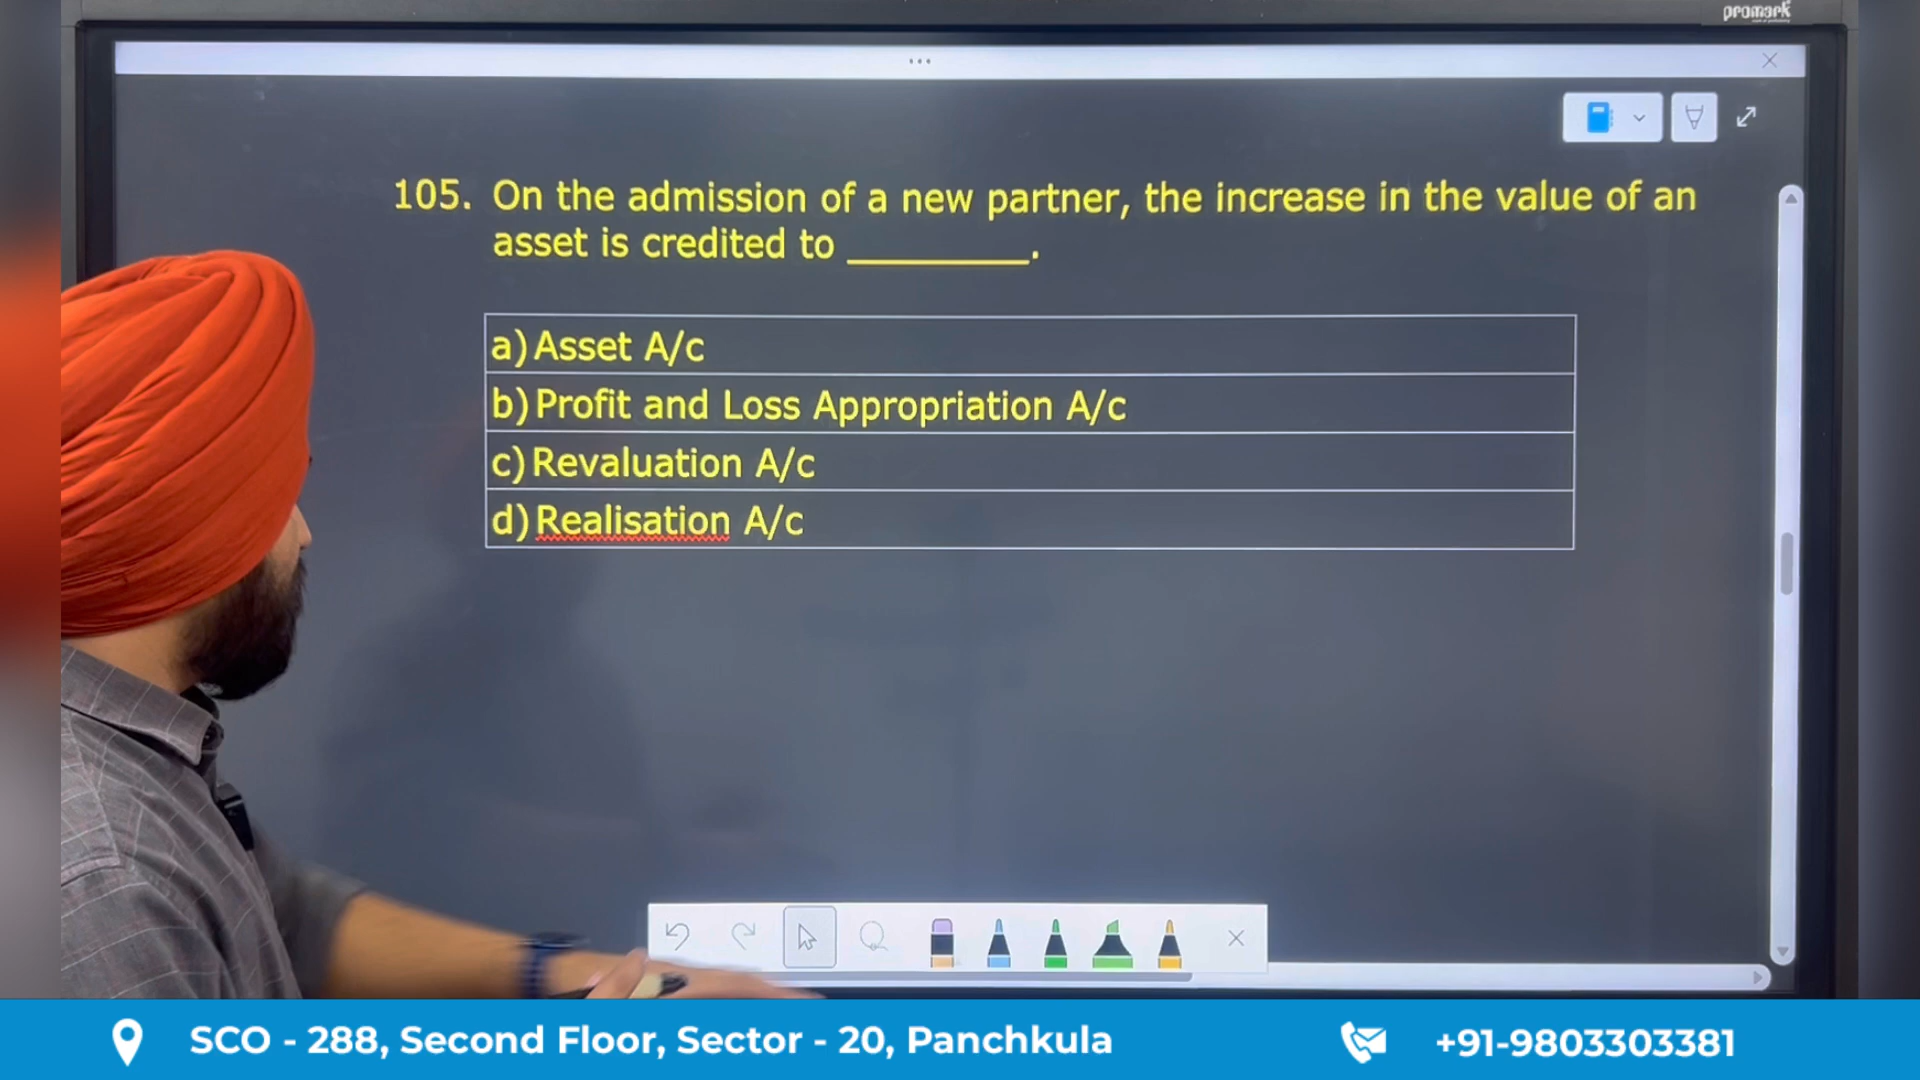 promark
105. On the admission of a new partner, the increase in the value of an
asset is credited to _________.
a) Asset A/c
b) Profit and Loss Appropriation A/c
c) Revaluation A/c
d) Realisation A/c
SCO - 288, Second Floor, Sector - 20, Panchkula
+91-9803303381